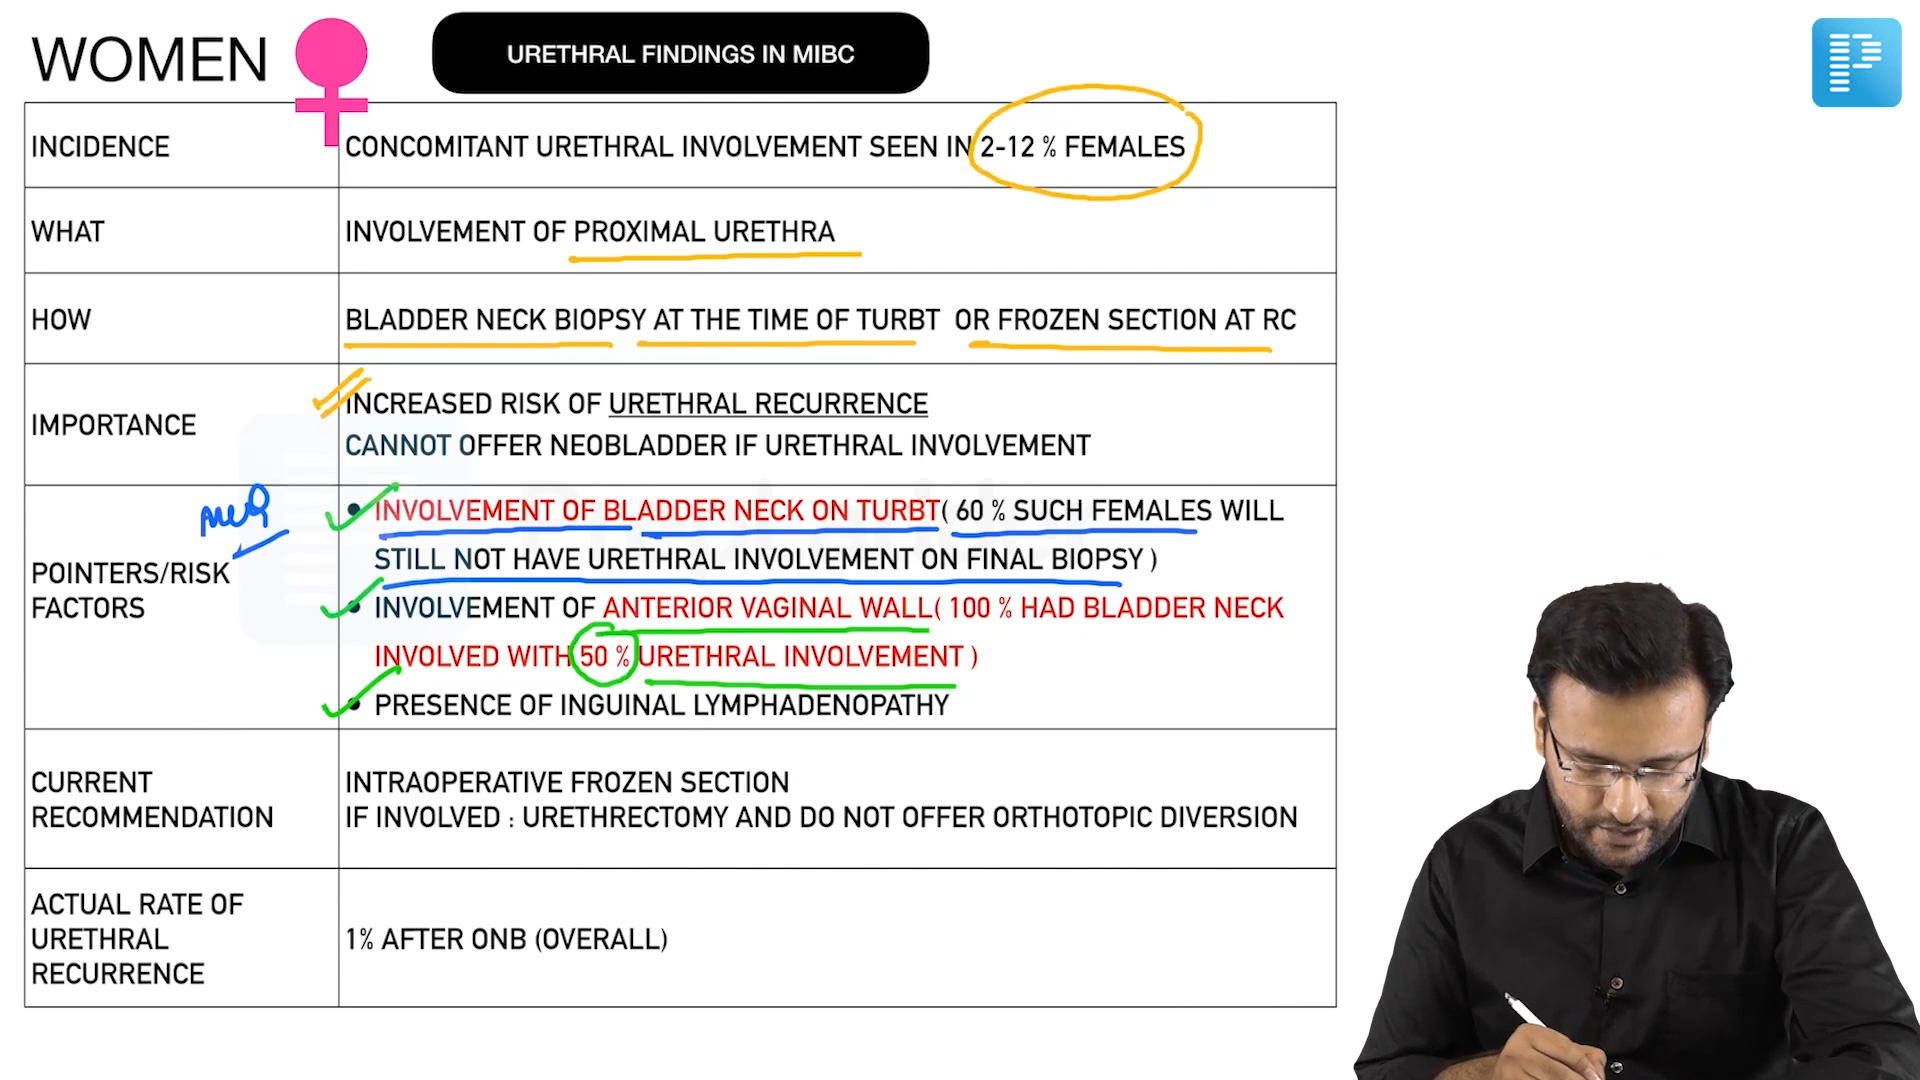 WOMEN
URETHRAL FINDINGS IN MIBC
INCIDENCE
CONCOMITANT URETHRAL INVOLVEMENT SEEN IN 2-12 % FEMALES
WHAT
INVOLVEMENT OF PROXIMAL URETHRA
HOW
BLADDER NECK BIOPSY AT THE TIME OF TURBT OR FROZEN SECTION AT RC
IMPORTANCE
INCREASED RISK OF URETHRAL RECURRENCE
CANNOT OFFER NEOBLADDER IF URETHRAL INVOLVEMENT
MCQ
POINTERS/RISK
FACTORS
• INVOLVEMENT OF BLADDER NECK ON TURBT( 60 % SUCH FEMALES WILL
STILL NOT HAVE URETHRAL INVOLVEMENT ON FINAL BIOPSY )
• INVOLVEMENT OF ANTERIOR VAGINAL WALL( 100 % HAD BLADDER NECK
INVOLVED WITH 50 % URETHRAL INVOLVEMENT )
• PRESENCE OF INGUINAL LYMPHADENOPATHY
CURRENT
RECOMMENDATION
INTRAOPERATIVE FROZEN SECTION
IF INVOLVED : URETHRECTOMY AND DO NOT OFFER ORTHOTOPIC DIVERSION
ACTUAL RATE OF
URETHRAL
RECURRENCE
1% AFTER ONB (OVERALL)